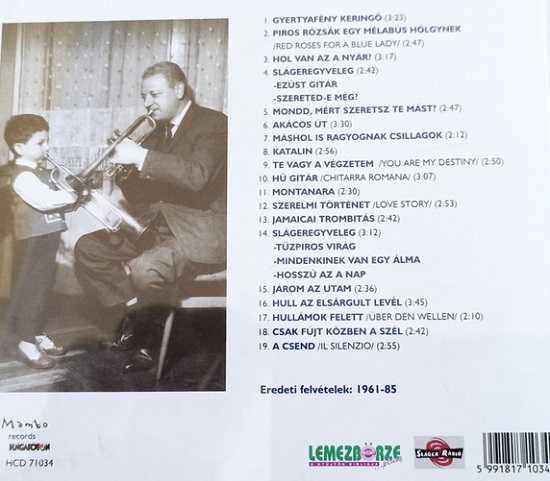 1. GYERTYAFÉNY KERINGŐ (3:23)
2. PIROS RÓZSÁK EGY MÉLABÚS HÖLGYNEK
/RED ROSES FOR A BLUE LADY/ (2:47)
3. HOL VAN AZ A NYÁR? (3:17)
4. SLÁGEREGYVELEG (2:42)
-EZÜST GITÁR
-SZERETED-E MÉG?
5. MONDD, MÉRT SZERETSZ TE MÁST? (2:47)
6. AKÁCOS ÚT (3:30)
7. MÁSHOL IS RAGYOGNAK CSILLAGOK (2:12)
8. KATALIN (2:56)
9. TE VAGY A VÉGZETEM /YOU ARE MY DESTINY/ (2:50)
10. HŰ GITÁR /CHITARRA ROMANA/ (3:07)
11. MONTANARA (2:30)
12. SZERELMI TÖRTÉNET /LOVE STORY/ (2:53)
13. JAMAICAI TROMBITÁS (2:42)
14. SLÁGEREGYVELEG (3:12)
-TŰZPIROS VIRÁG
-MINDENKINEK VAN EGY ÁLMA
-HOSSZÚ AZ A NAP
15. JÁROM AZ UTAM (2:36)
16. HULL AZ ELSÁRGULT LEVÉL (3:45)
17. HULLÁMOK FELETT /ÜBER DEN WELLEN/ (2:10)
18. CSAK FÚJT KÖZBEN A SZÉL (2:42)
19. A CSEND /IL SILENZIO/ (2:55)
Eredeti felvételek: 1961-85
Mambo
records
HUNGAROTON
HCD 71034
LEMEZBÖRZE
A GYŰJTŐK BIBLIÁJA
SLÁGER RÁDIÓ
5 991817 1034